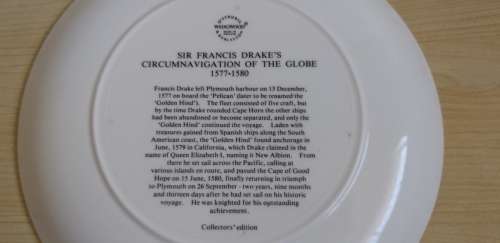 WEDGWOOD
SIR FRANCIS DRAKE'S
CIRCUMNAVIGATION OF THE GLOBE
1577-1580
Francis Drake left Plymouth harbour on 13 December,
1577 on board the 'Pelican' (later to be renamed the
'Golden Hind'). The fleet consisted of five craft, but
by the time Drake rounded Cape Horn the other ships
had been abandoned or become separated, and only the
'Golden Hind' continued the voyage. Laden with
treasures gained from Spanish ships along the South
American coast, the 'Golden Hind' found anchorage in
June, 1579 in California, which Drake claimed in the
name of Queen Elizabeth I, naming it New Albion. From
there he set sail across the Pacific, calling at
various islands en route, and passed the Cape of Good
Hope on 15 June, 1580, finally returning in triumph
to Plymouth on 26 September - two years, nine months
and thirteen days after he had set sail on his historic
voyage. He was knighted for his outstanding
achievement.
Collectors' edition